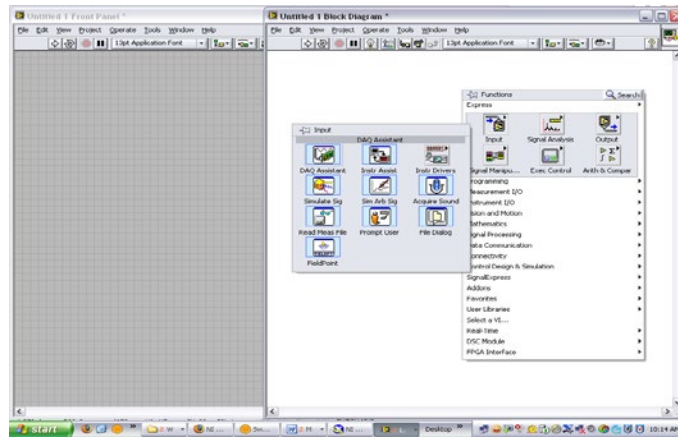 Untitled 1 Front Panel *
File Edit View Project Operate Tools Window Help
13pt Application Font
Untitled 1 Block Diagram *
File Edit View Project Operate Tools Window Help
13pt Application Font
Functions
Search
Express
Input Signal Analysis Output
Signal Manipu... Exec Control Arith & Compar
Programming
Measurement I/O
Instrument I/O
Vision and Motion
Mathematics
Signal Processing
Data Communication
Connectivity
Control Design & Simulation
SignalExpress
Addons
Favorites
User Libraries
Select a VI...
Real-Time
DSC Module
FPGA Interface
Input
DAQ Assistant
DAQ Assistant Instr Assist Instr Drivers
Simulate Sig Sim Arb Sig Acquire Sound
Read Meas File Prompt User File Dialog
FieldPoint
start
Desktop
10:14 AM